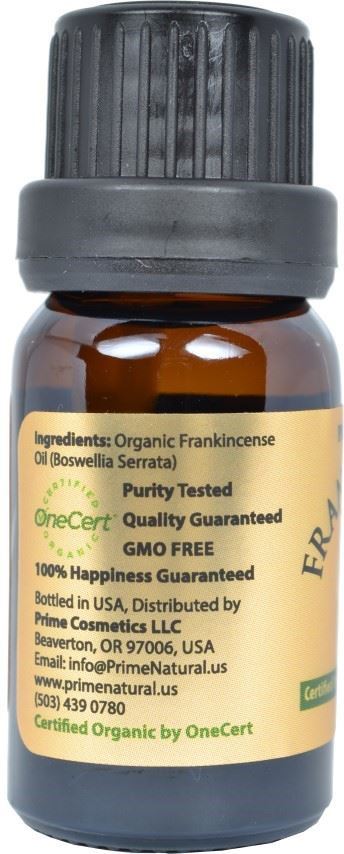 Ingredients: Organic Frankincense
Oil (Boswellia Serrata)
CERTIFIED
OneCert
ORGANIC
Purity Tested
Quality Guaranteed
GMO FREE
100% Happiness Guaranteed
Bottled in USA, Distributed by
Prime Cosmetics LLC
Beaverton, OR 97006, USA
Email: info@PrimeNatural.us
www.primenatural.us
(503) 439 0780
Certified Organic by OneCert
FRAN
Certified